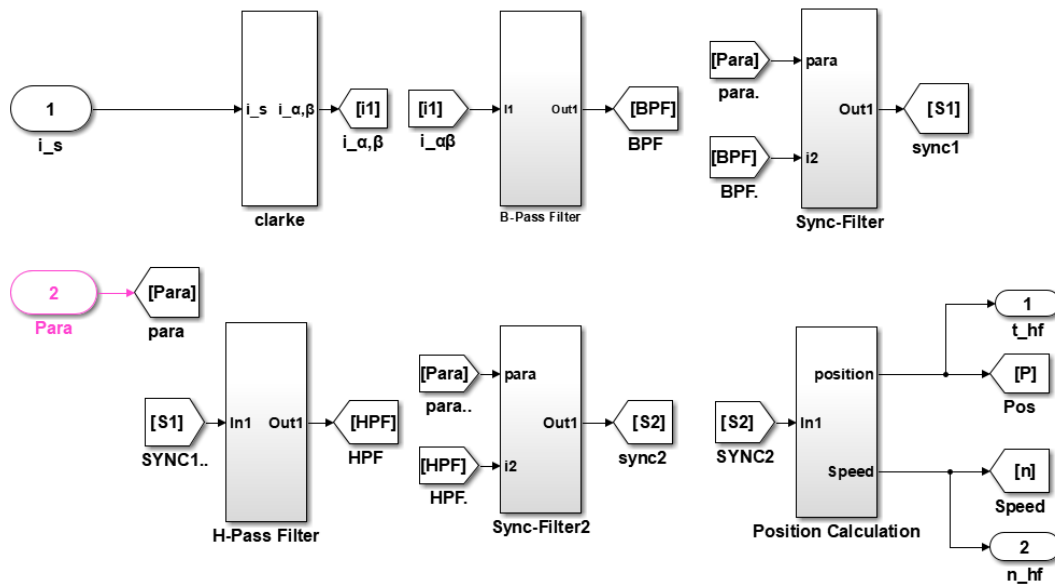 [Para]
para
para.
Out1
[S1]
sync1
[BPF]
i2
BPF.
Sync-Filter
1
i_s
i_s i_α,β
[i1]
i_α,β
clarke
[i1]
i_αβ
I1 Out1
[BPF]
BPF
B-Pass Filter
2
Para
[Para]
para
[S1]
SYNC1..
In1 Out1
[HPF]
HPF
H-Pass Filter
[Para]
para
para..
Out1
[S2]
sync2
[HPF]
i2
HPF.
Sync-Filter2
[S2]
SYNC2
In1
position
Speed
Position Calculation
1
t_hf
[P]
Pos
[n]
Speed
2
n_hf